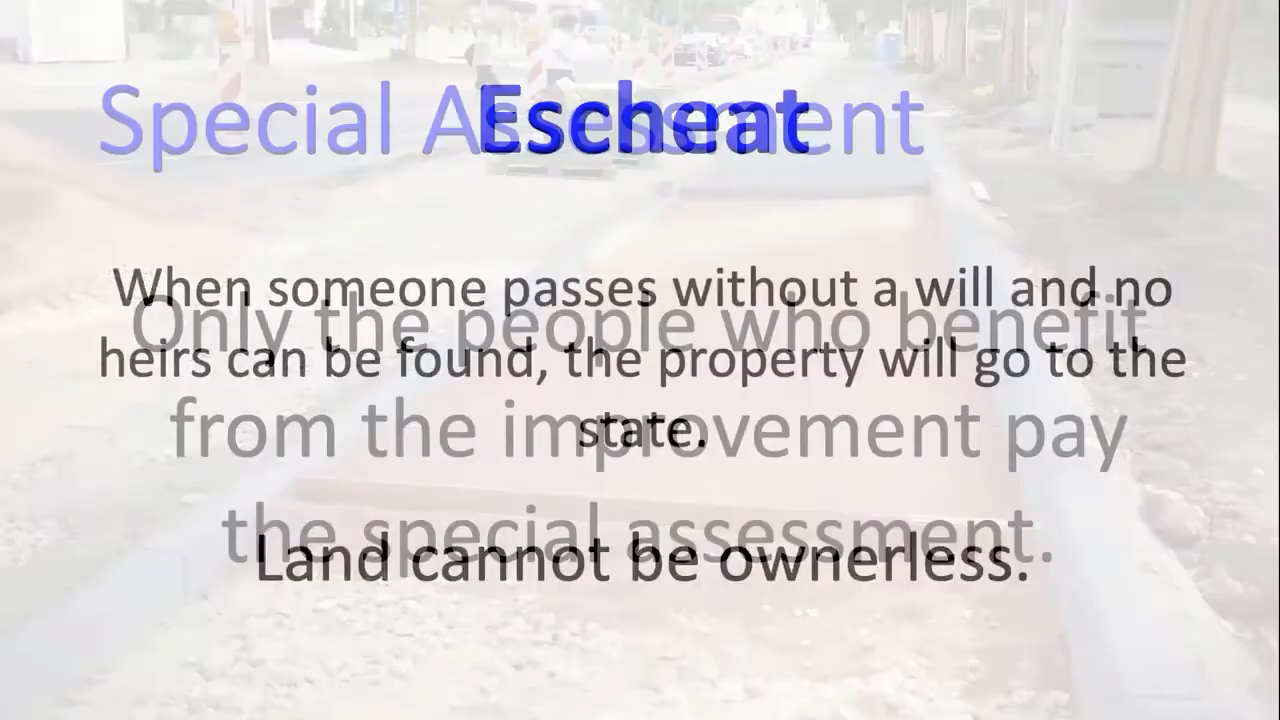 Special Assessment
Only the people who benefit
from the improvement pay
the special assessment.
Escheat
When someone passes without a will and no
heirs can be found, the property will go to the
state.
Land cannot be ownerless.